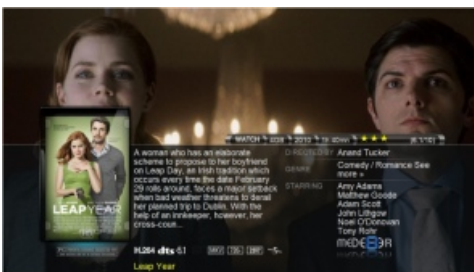 WATCH 2010
A woman who has an elaborate
scheme to propose to her boyfriend
on Leap Day, an Irish tradition which
occurs every time the date February
29 rolls around, faces a major setback
when bad weather threatens to derail
her planned trip to Dublin. With the
help of an innkeeper, however, her
cross-coun...
DIRECTED BY Anand Tucker
GENRE Comedy / Romance See
more »
STARRING Amy Adams
Matthew Goode
Adam Scott
John Lithgow
Noel O'Donovan
Tony Rohr
LEAP YEAR
MEDE8ER
H.264 dts 5.1 MKV
Leap Year